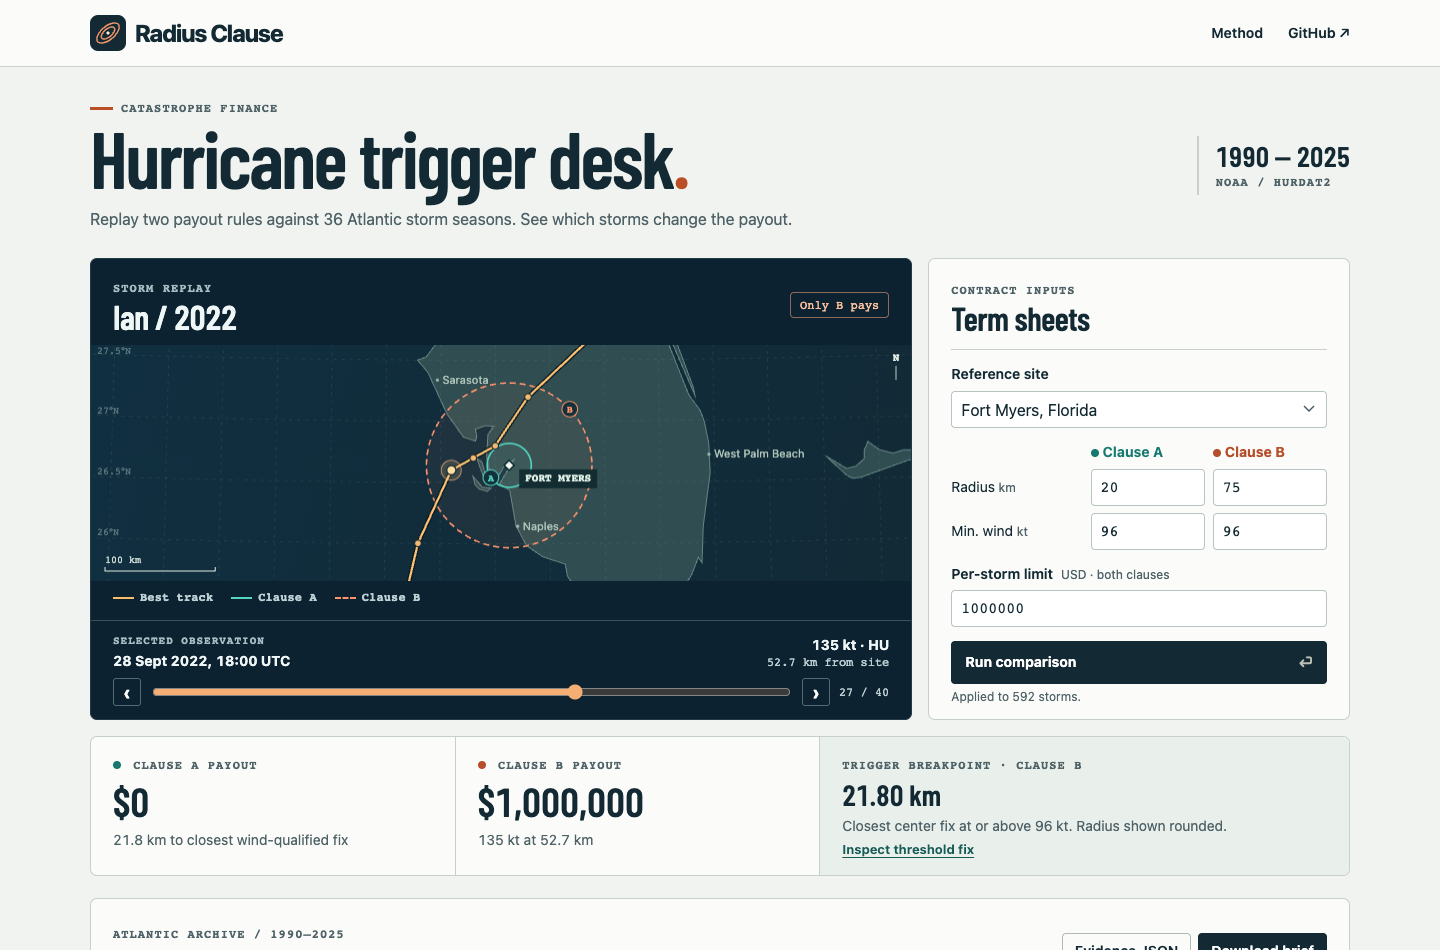 Radius Clause
Method
GitHub ↗
CATASTROPHE FINANCE
Hurricane trigger desk.
Replay two payout rules against 36 Atlantic storm seasons. See which storms change the payout.
1990 – 2025
NOAA / HURDAT2
STORM REPLAY
Ian / 2022
Only B pays
27.5°N
27°N
26.5°N
26°N
N
Sarasota
B
West Palm Beach
A
FORT MYERS
Naples
100 km
Best track
Clause A
Clause B
SELECTED OBSERVATION
28 Sept 2022, 18:00 UTC
135 kt · HU
52.7 km from site
‹
›
27 / 40
CONTRACT INPUTS
Term sheets
Reference site
Fort Myers, Florida
Clause A
Clause B
Radius km
20
75
Min. wind kt
96
96
Per-storm limit USD · both clauses
1000000
Run comparison
Applied to 592 storms.
CLAUSE A PAYOUT
$0
21.8 km to closest wind-qualified fix
CLAUSE B PAYOUT
$1,000,000
135 kt at 52.7 km
TRIGGER BREAKPOINT · CLAUSE B
21.80 km
Closest center fix at or above 96 kt. Radius shown rounded.
Inspect threshold fix
ATLANTIC ARCHIVE / 1990–2025
Evidence JSON
Download brief